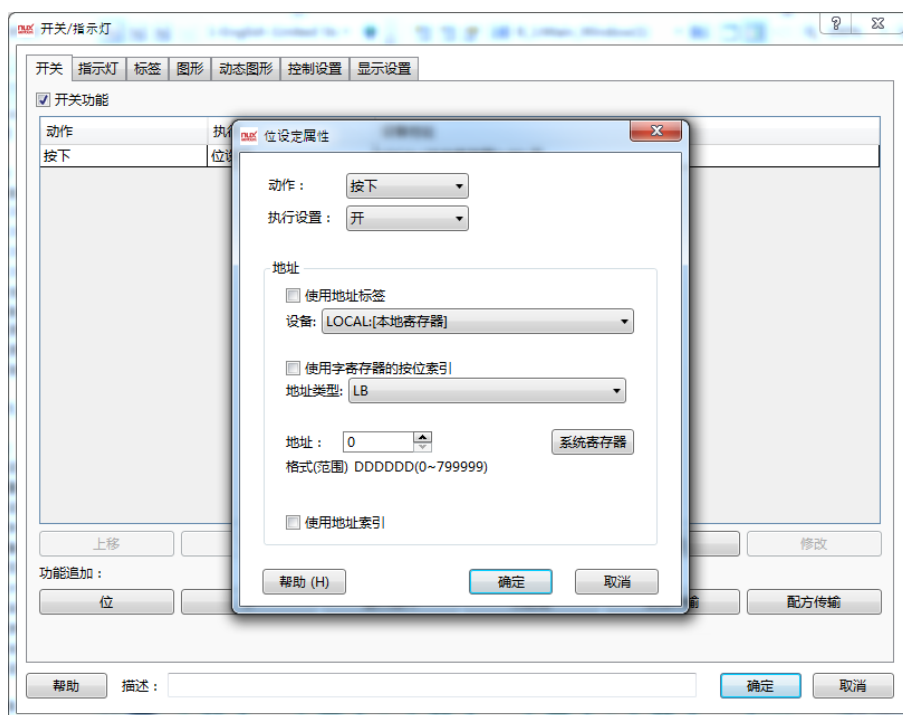 开关/指示灯
开关 指示灯 标签 图形 动态图形 控制设置 显示设置
开关功能
动作
按下
位设定属性
动作： 按下
执行设置： 开
地址
使用地址标签
设备: LOCAL:[本地寄存器]
使用字寄存器的按位索引
地址类型: LB
地址： 0 系统寄存器
格式(范围) DDDDDD(0~799999)
使用地址索引
帮助 (H) 确定 取消
上移 修改
功能追加：
位 配方传输
帮助 描述： 确定 取消